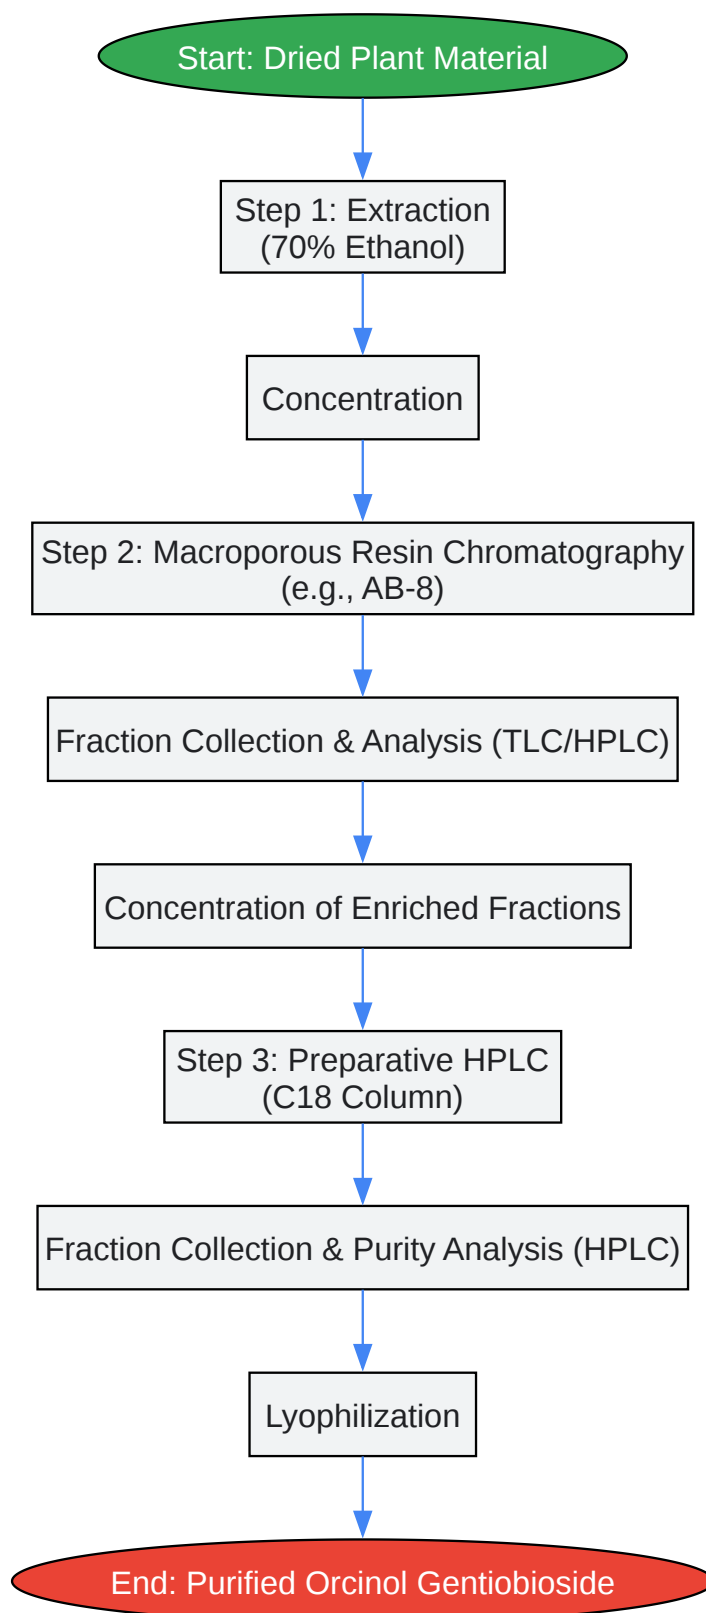 Start: Dried Plant Material
Step 1: Extraction
(70% Ethanol)
Concentration
Step 2: Macroporous Resin Chromatography
(e.g., AB-8)
Fraction Collection & Analysis (TLC/HPLC)
Concentration of Enriched Fractions
Step 3: Preparative HPLC
(C18 Column)
Fraction Collection & Purity Analysis (HPLC)
Lyophilization
End: Purified Orcinol Gentiobioside